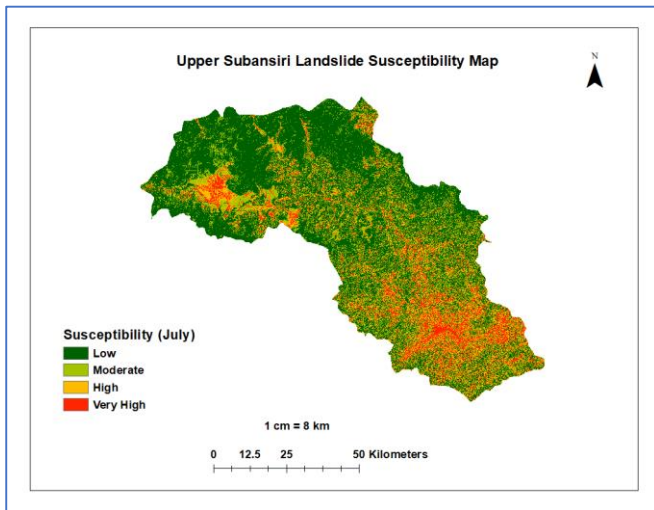 Upper Subansiri Landslide Susceptibility Map
N
Susceptibility (July)
Low
Moderate
High
Very High
1 cm = 8 km
0 12.5 25 50 Kilometers